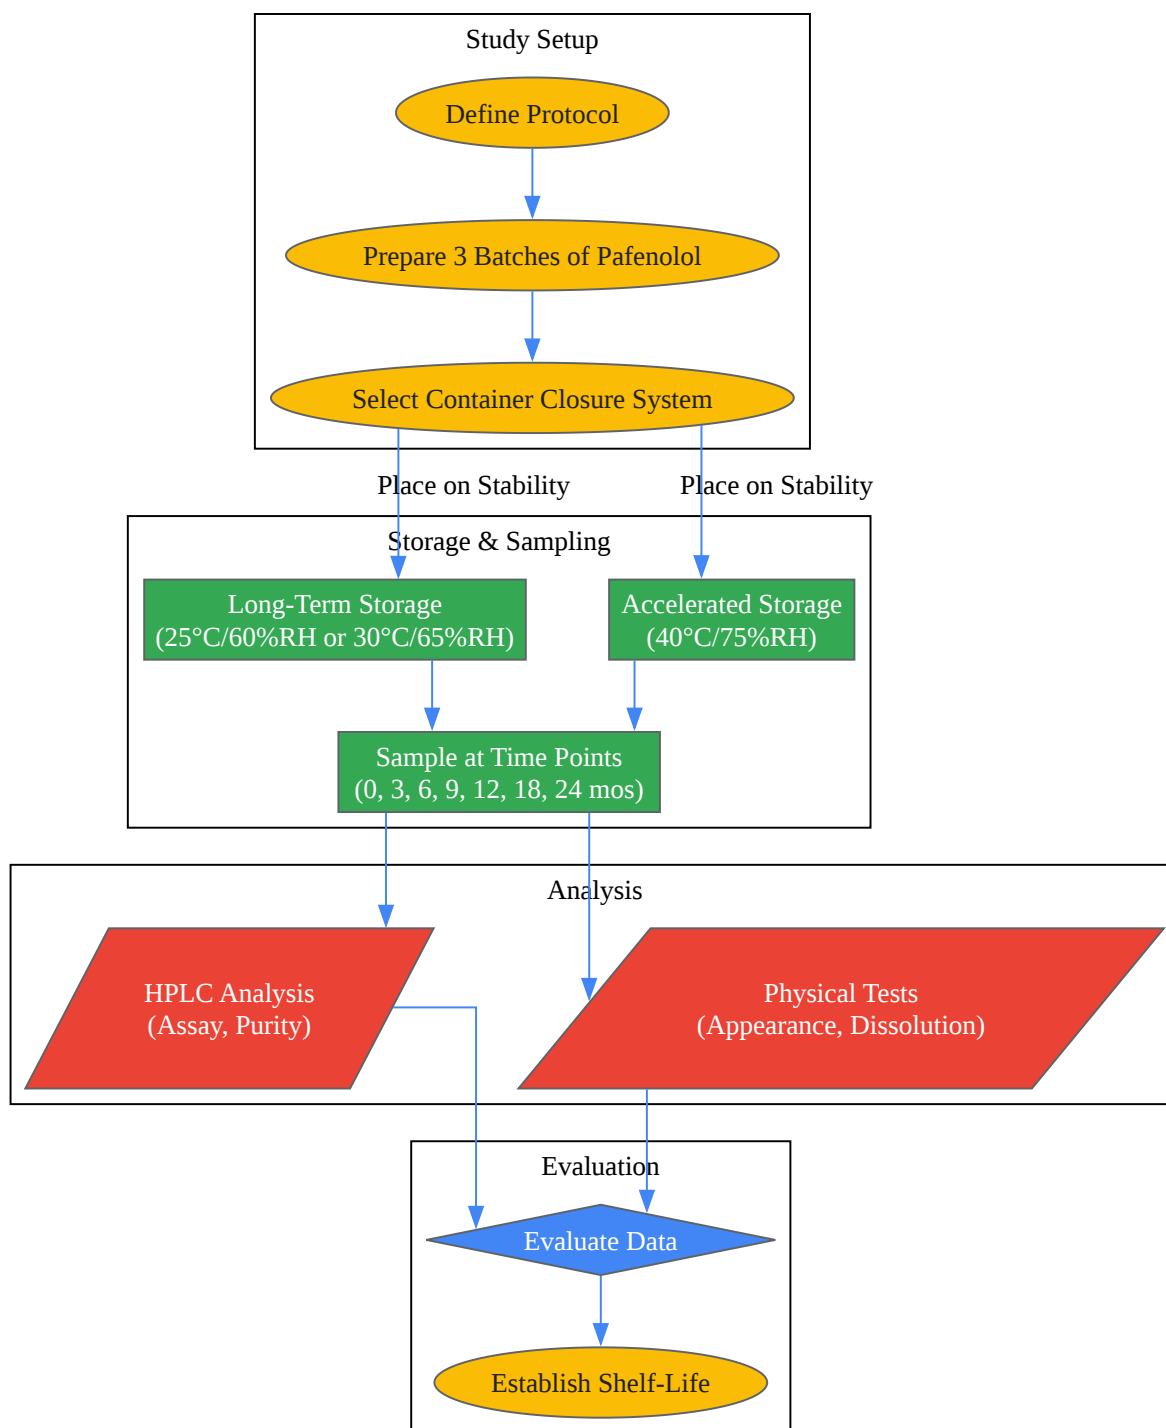 Study Setup
Define Protocol
Prepare 3 Batches of Pafenolol
Select Container Closure System
Place on Stability
Place on Stability
Storage & Sampling
Long-Term Storage
(25°C/60%RH or 30°C/65%RH)
Accelerated Storage
(40°C/75%RH)
Sample at Time Points
(0, 3, 6, 9, 12, 18, 24 mos)
Analysis
HPLC Analysis
(Assay, Purity)
Physical Tests
(Appearance, Dissolution)
Evaluation
Evaluate Data
Establish Shelf-Life